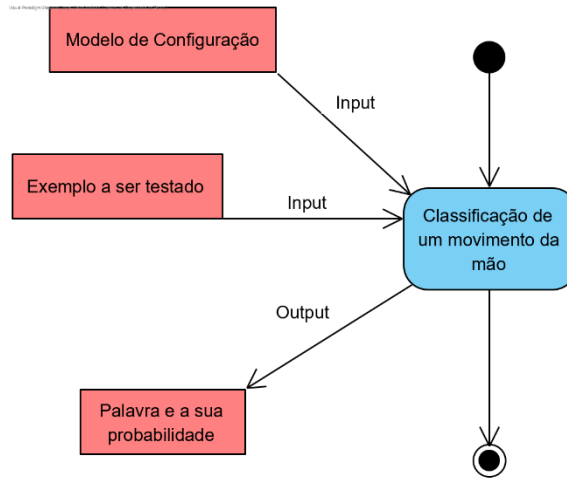 Modelo de Configuração
Input
Exemplo a ser testado
Input
Classificação de
um movimento da
mão
Output
Palavra e a sua
probabilidade